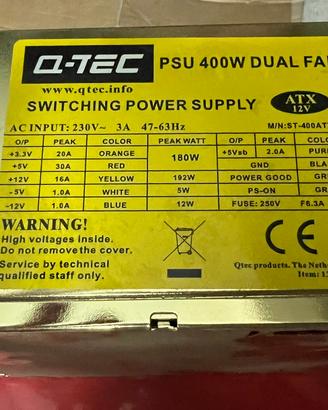 Q-TEC PSU 400W DUAL FA
www.qtec.info
SWITCHING POWER SUPPLY ATX 12V
AC INPUT: 230V~ 3A 47-63Hz M/N:ST-400AT
O/P PEAK COLOR PEAK WATT +5Vsb 2.0A PUR
+3.3V 20A ORANGE 180W GND BLA
+5V 30A RED
+12V 16A YELLOW 192W POWER GOOD GR
-5V 1.0A WHITE 5W PS-ON GR
-12V 1.0A BLUE 12W FUSE: 250V F6.3A
WARNING!
High voltages inside.
Do not remove the cover.
Service by technical
qualified staff only.
CE
Qtec products. The Nethe
Item: 1